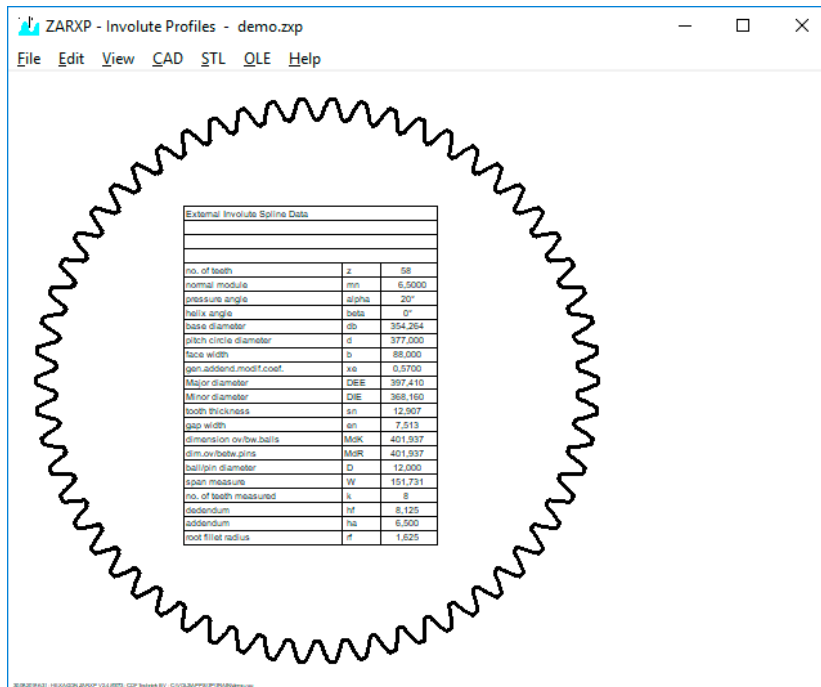 ZARXP - Involute Profiles - demo.zxp
File Edit View CAD STL OLE Help
External Involute Spline Data
no. of teeth z 58
normal module mn 6,5000
pressure angle alpha 20°
helix angle beta 0°
base diameter db 354,264
pitch circle diameter d 377,000
face width b 88,000
gen.addend.modif.coef. xe 0,5700
Major diameter DEE 397,410
Minor diameter DIE 368,160
tooth thickness sn 12,907
gap width en 7,513
dimension ov/bw.balls MdK 401,937
dim.ov/betw.pins MdR 401,937
ball/pin diameter D 12,000
span measure W 151,731
no. of teeth measured k 8
dedendum hf 8,125
addendum ha 6,500
root fillet radius rf 1,625